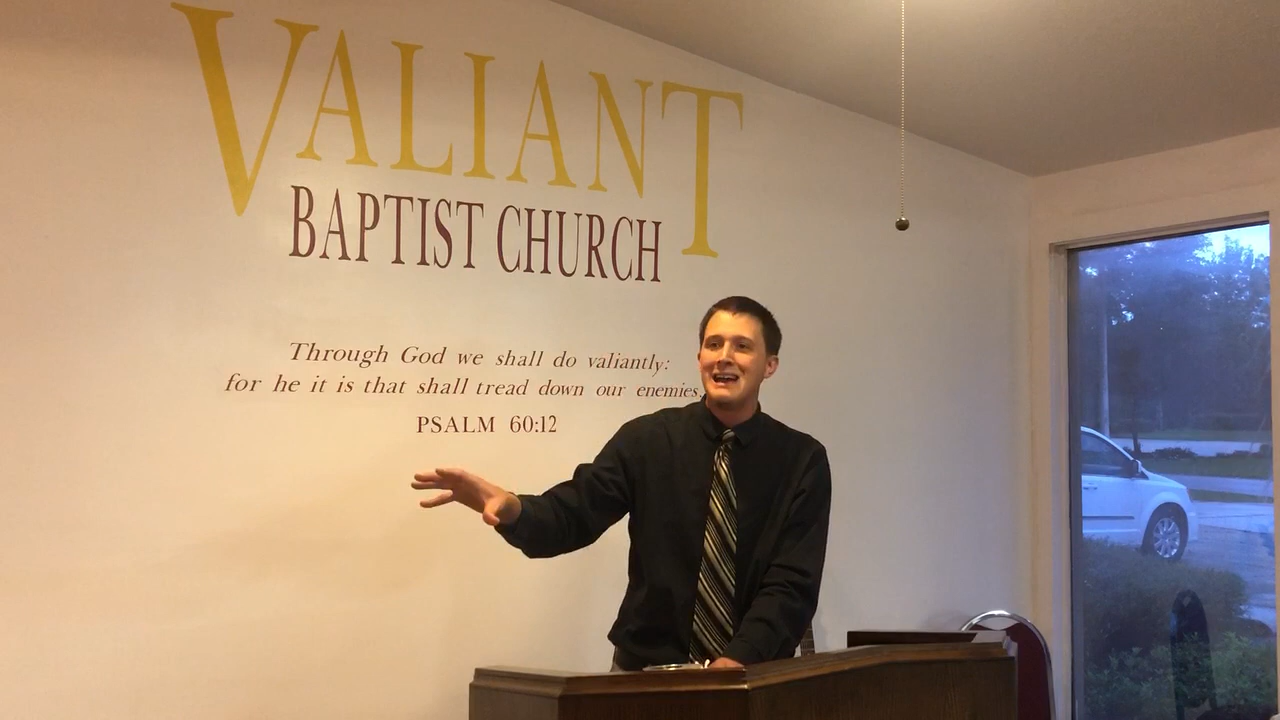 VALIANT
BAPTIST CHURCH
Through God we shall do valiantly:
for he it is that shall tread down our enemies.
PSALM 60:12